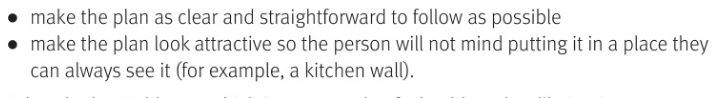 ● make the plan as clear and straightforward to follow as possible
● make the plan look attractive so the person will not mind putting it in a place they
can always see it (for example, a kitchen wall).